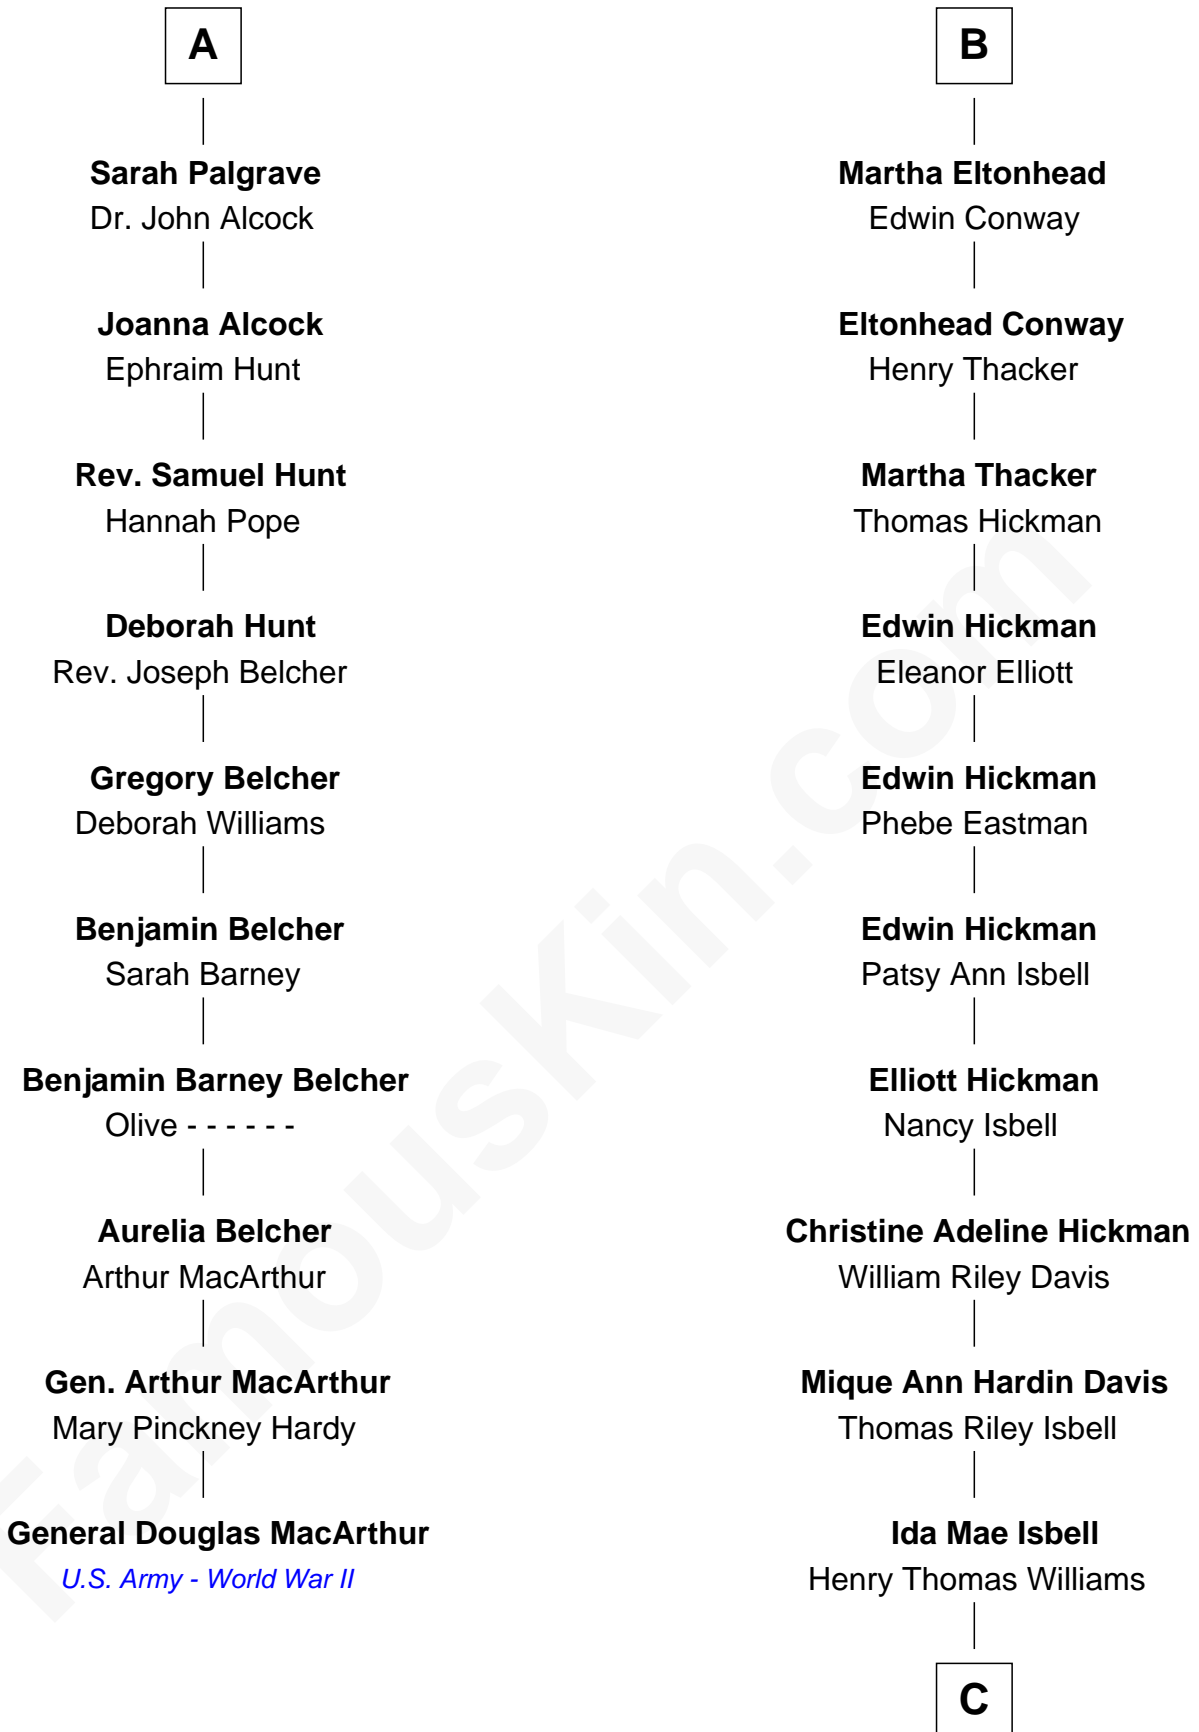 A
Sarah Palgrave
Dr. John Alcock
Joanna Alcock
Ephraim Hunt
Rev. Samuel Hunt
Hannah Pope
Deborah Hunt
Rev. Joseph Belcher
Gregory Belcher
Deborah Williams
Benjamin Belcher
Sarah Barney
Benjamin Barney Belcher
Olive - - - - - -
Aurelia Belcher
Arthur MacArthur
Gen. Arthur MacArthur
Mary Pinckney Hardy
General Douglas MacArthur
U.S. Army - World War II
B
Martha Eltonhead
Edwin Conway
Eltonhead Conway
Henry Thacker
Martha Thacker
Thomas Hickman
Edwin Hickman
Eleanor Elliott
Edwin Hickman
Phebe Eastman
Edwin Hickman
Patsy Ann Isbell
Elliott Hickman
Nancy Isbell
Christine Adeline Hickman
William Riley Davis
Mique Ann Hardin Davis
Thomas Riley Isbell
Ida Mae Isbell
Henry Thomas Williams
C
FamousKin.com